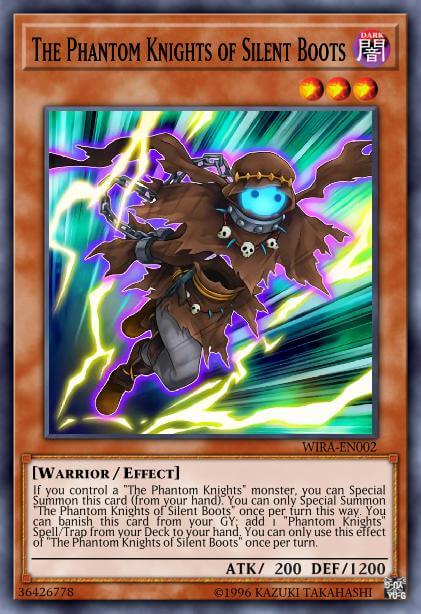 The Phantom Knights of Silent Boots
DARK
闇
WIRA-EN002
[Warrior / Effect]
If you control a "The Phantom Knights" monster, you can Special
Summon this card (from your hand). You can only Special Summon
"The Phantom Knights of Silent Boots" once per turn this way. You
can banish this card from your GY; add 1 "Phantom Knights"
Spell/Trap from your Deck to your hand. You can only use this effect
of "The Phantom Knights of Silent Boots" once per turn.
ATK/ 200 DEF/1200
36426778
©1996 KAZUKI TAKAHASHI